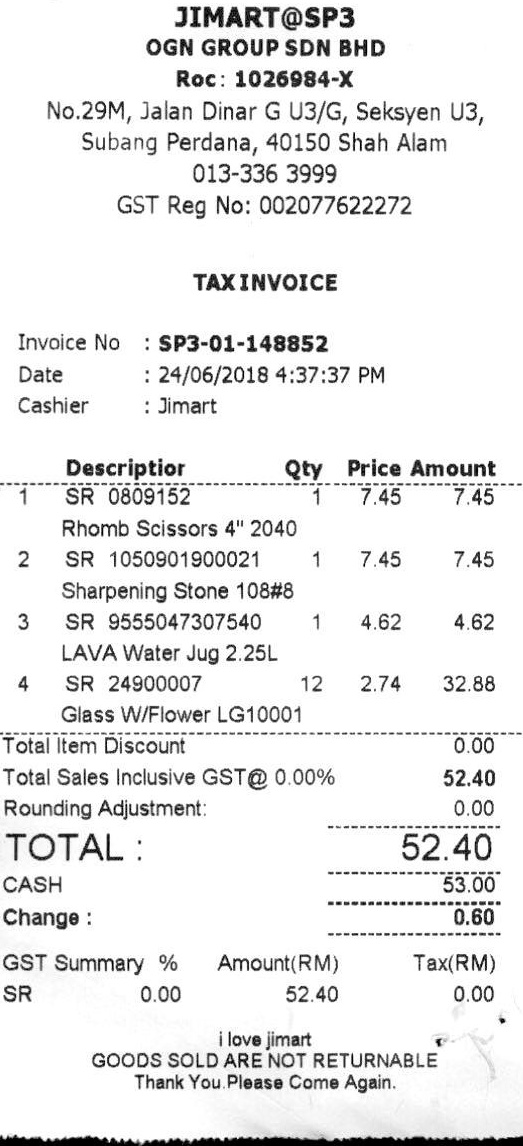 JIMART@SP3
OGN GROUP SDN BHD
Roc: 1026984-X
No.29M, Jalan Dinar G U3/G, Seksyen U3,
Subang Perdana, 40150 Shah Alam
013-336 3999
GST Reg No: 002077622272
TAX INVOICE
Invoice No : SP3-01-148852
Date : 24/06/2018 4:37:37 PM
Cashier : Jimart
Descriptior Qty Price Amount
1 SR 0809152 1 7.45 7.45
Rhomb Scissors 4" 2040
2 SR 1050901900021 1 7.45 7.45
Sharpening Stone 108#8
3 SR 9555047307540 1 4.62 4.62
LAVA Water Jug 2.25L
4 SR 24900007 12 2.74 32.88
Glass W/Flower LG10001
Total Item Discount 0.00
Total Sales Inclusive GST@ 0.00% 52.40
Rounding Adjustment: 0.00
TOTAL : 52.40
CASH 53.00
Change : 0.60
GST Summary % Amount(RM) Tax(RM)
SR 0.00 52.40 0.00
i love jimart
GOODS SOLD ARE NOT RETURNABLE
Thank You.Please Come Again.